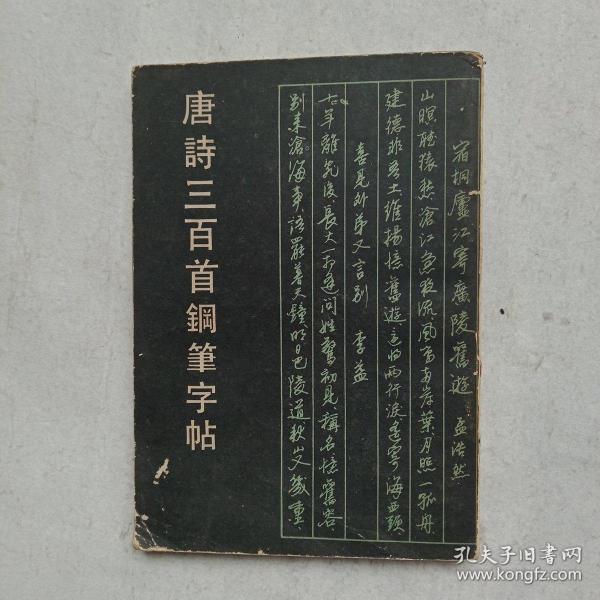 唐詩三百首鋼筆字帖
宿桐廬江寄廣陵舊遊 孟浩然
山暝聽猿愁滄江急夜流風鳴兩岸葉月照一孤舟
建德非吾土維揚憶舊遊還將兩行淚遙寄海西頭
喜見外弟又言別 李益
十年離亂後長大一相逢問姓驚初見稱名憶舊容
別來滄海事語罷暮天鐘明日巴陵道秋山又幾重
孔夫子旧书网
www.kongfz.com